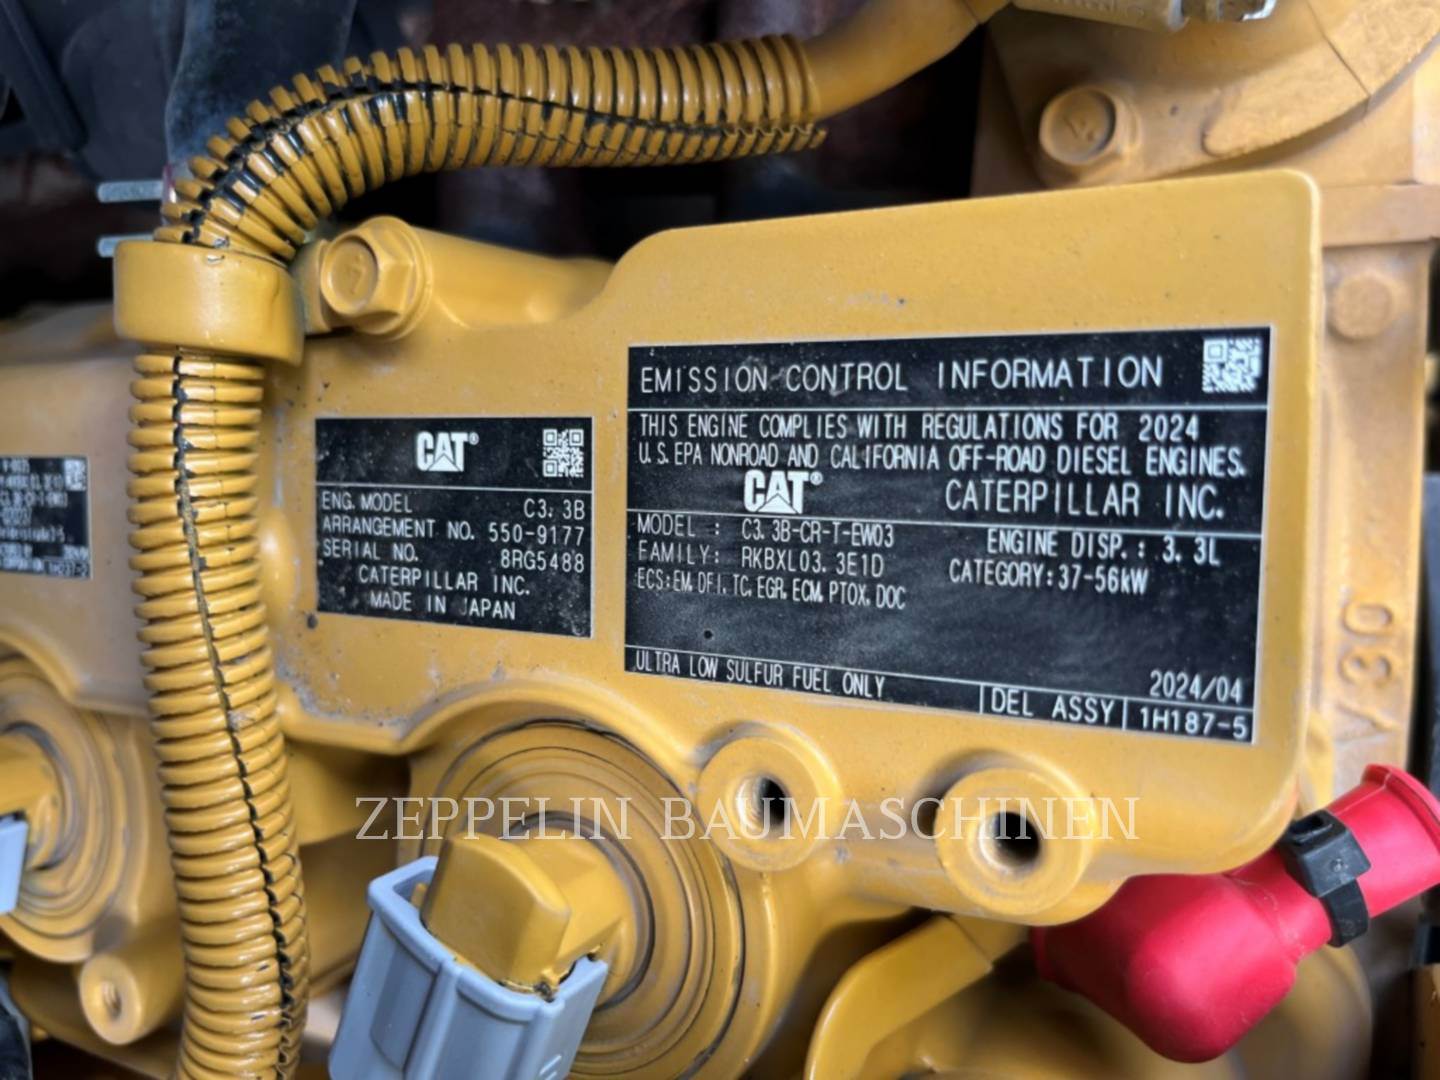 EMISSION CONTROL INFORMATION
THIS ENGINE COMPLIES WITH REGULATIONS FOR 2024
U.S. EPA NONROAD AND CALIFORNIA OFF-ROAD DIESEL ENGINES.
CAT® CATERPILLAR INC.
MODEL : C3.3B-CR-T-EW03 ENGINE DISP.: 3.3L
FAMILY: RKBXL03.3E1D CATEGORY:37-56kW
ECS:EM, DFI, TC, EGR, ECM, PTOX, DOC
2024/04
ULTRA LOW SULFUR FUEL ONLY DEL ASSY 1H187-5
CAT®
ENG. MODEL C3.3B
ARRANGEMENT NO. 550-9177
SERIAL NO. 8RG5488
CATERPILLAR INC.
MADE IN JAPAN
V30
ZEPPELIN BAUMASCHINEN